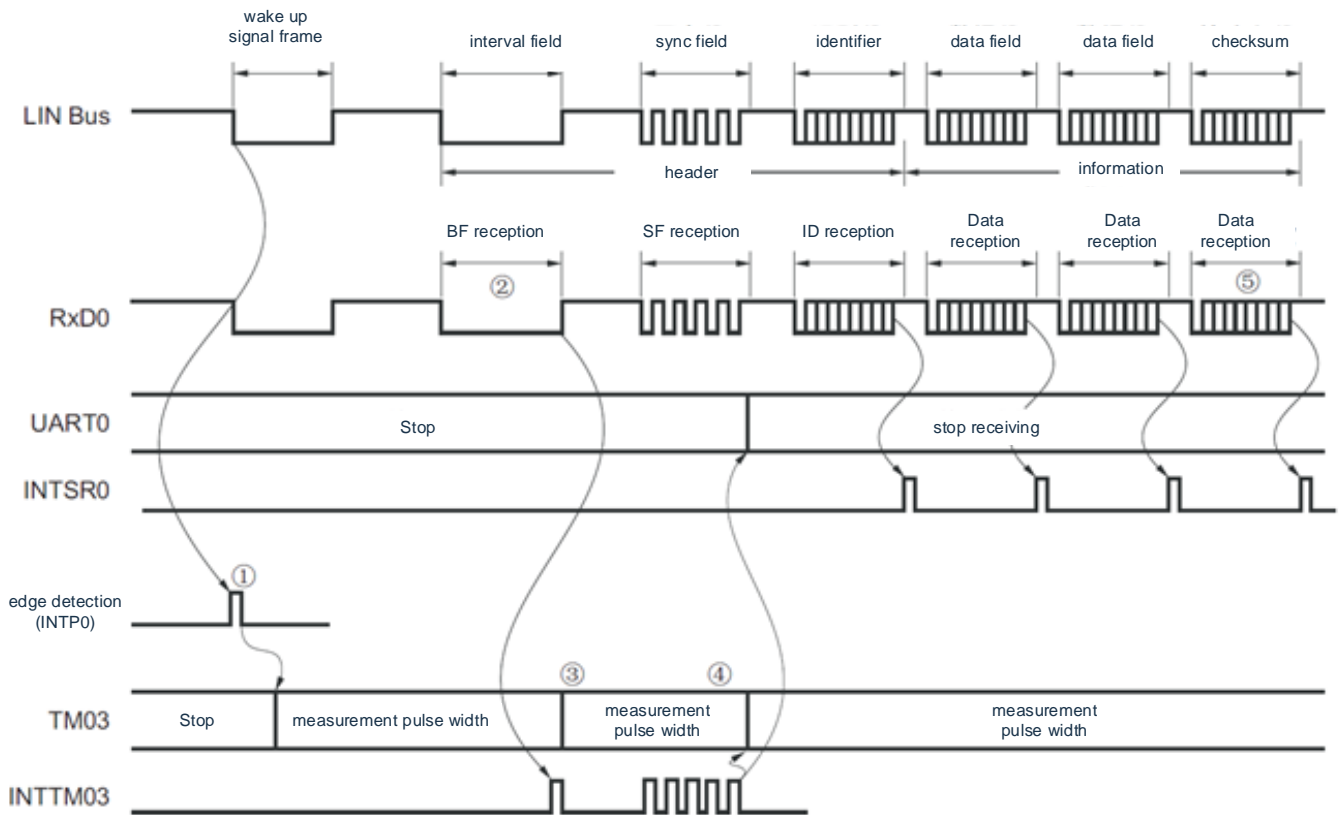 wake up
signal frame
interval field
sync field
identifier
data field
data field
checksum
LIN Bus
header
information
BF reception
SF reception
ID reception
Data
reception
Data
reception
Data
reception
②
⑤
RxD0
UART0
Stop
stop receiving
INTSR0
①
edge detection
(INTP0)
③
④
TM03
Stop
measurement pulse width
measurement
pulse width
measurement
pulse width
INTTM03